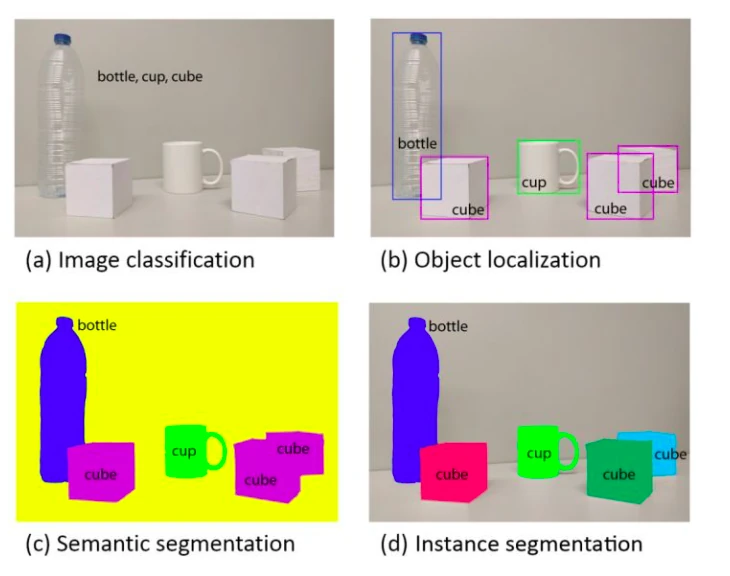 bottle, cup, cube
bottle
cup
cube
cube
cube
(a) Image classification
(b) Object localization
bottle
cup
cube
cube
cube
bottle
cup
cube
cube
cube
(c) Semantic segmentation
(d) Instance segmentation